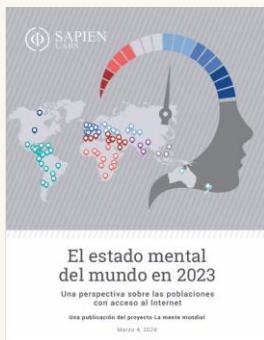 SAPIEN
LABS
El estado mental
del mundo en 2023
Una perspectiva sobre las poblaciones
con acceso al Internet
Una publicación del proyecto La mente mundial
Marzo 4, 2024